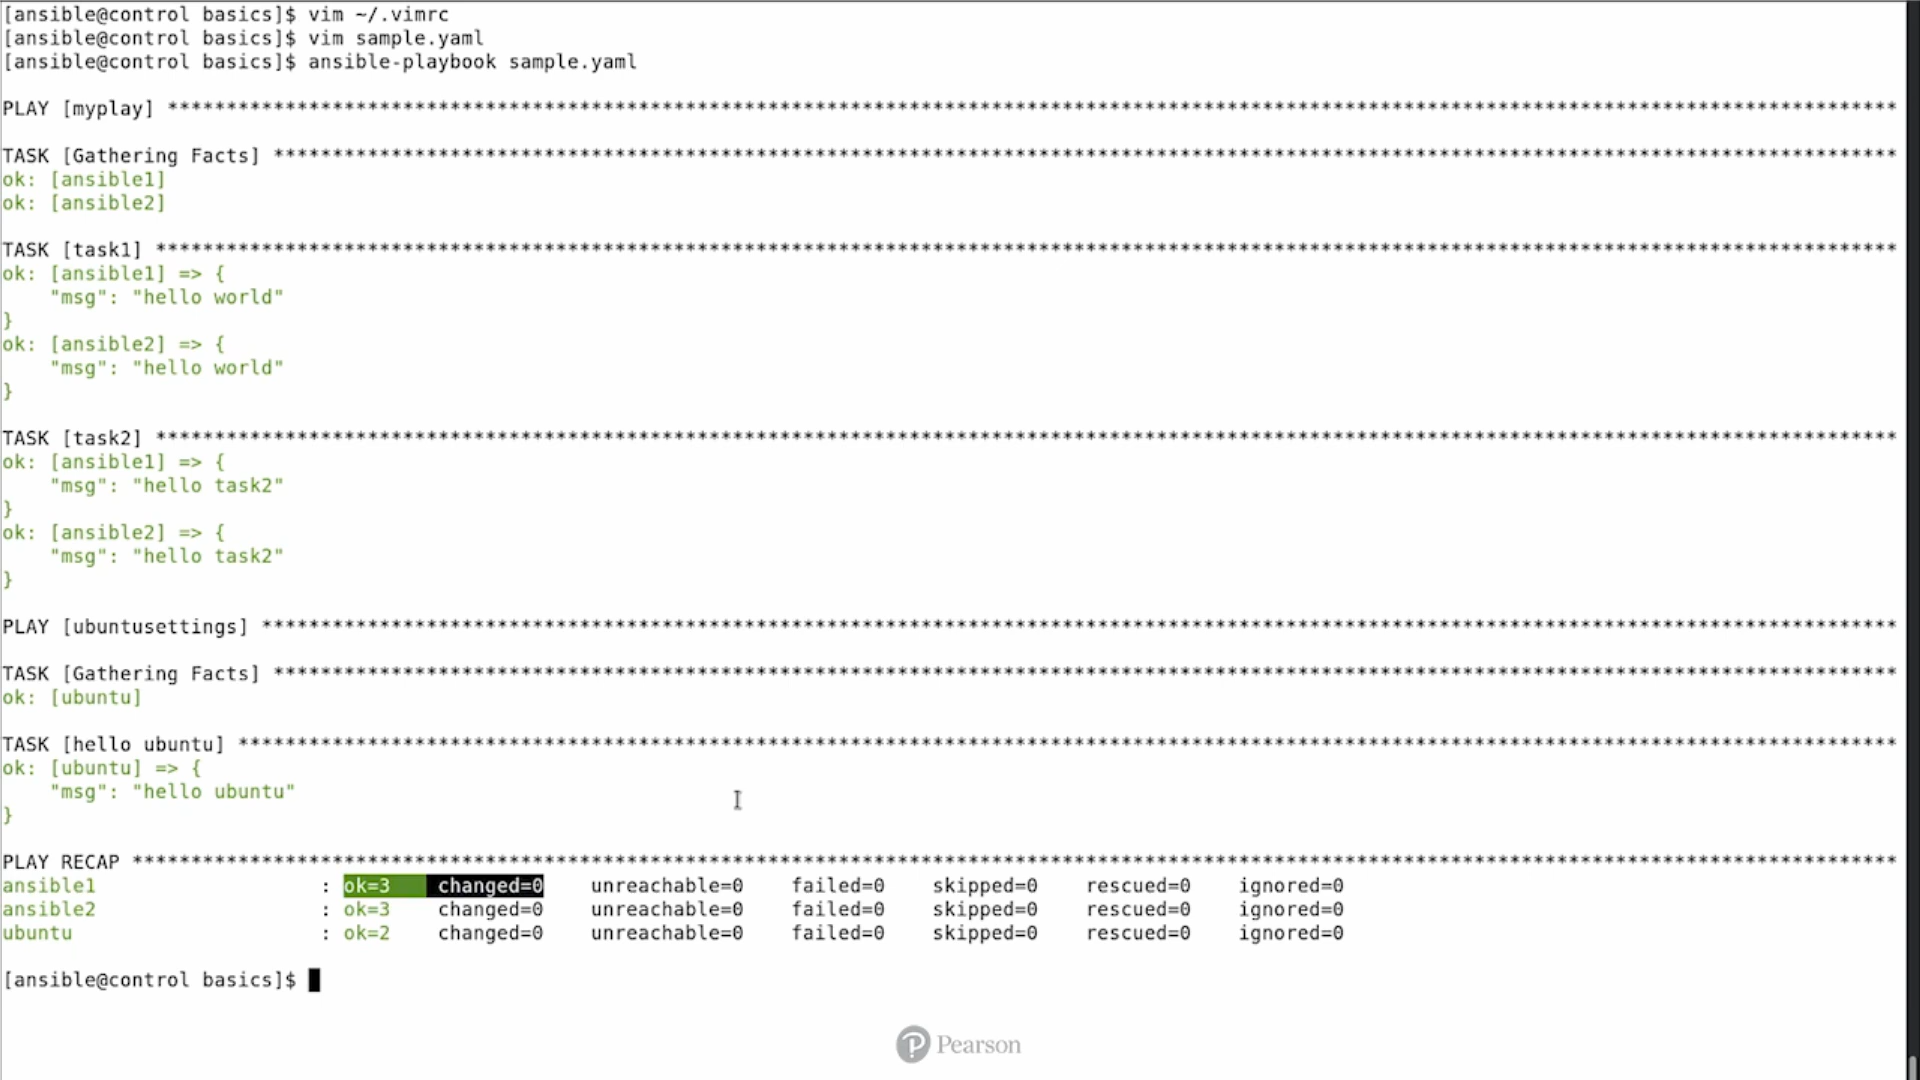 [ansible@control basics]$ vim ~/.vimrc
[ansible@control basics]$ vim sample.yaml
[ansible@control basics]$ ansible-playbook sample.yaml
PLAY [myplay] ***************************************************************************************************************************************************
TASK [Gathering Facts] ******************************************************************************************************************************************
ok: [ansible1]
ok: [ansible2]
TASK [task1] ****************************************************************************************************************************************************
ok: [ansible1] => {
    "msg": "hello world"
}
ok: [ansible2] => {
    "msg": "hello world"
}
TASK [task2] ****************************************************************************************************************************************************
ok: [ansible1] => {
    "msg": "hello task2"
}
ok: [ansible2] => {
    "msg": "hello task2"
}
PLAY [ubuntusettings] *******************************************************************************************************************************************
TASK [Gathering Facts] ******************************************************************************************************************************************
ok: [ubuntu]
TASK [hello ubuntu] *********************************************************************************************************************************************
ok: [ubuntu] => {
    "msg": "hello ubuntu"
}
PLAY RECAP ******************************************************************************************************************************************************
ansible1                   : ok=3    changed=0    unreachable=0    failed=0    skipped=0    rescued=0    ignored=0
ansible2                   : ok=3    changed=0    unreachable=0    failed=0    skipped=0    rescued=0    ignored=0
ubuntu                     : ok=2    changed=0    unreachable=0    failed=0    skipped=0    rescued=0    ignored=0
[ansible@control basics]$
Pearson